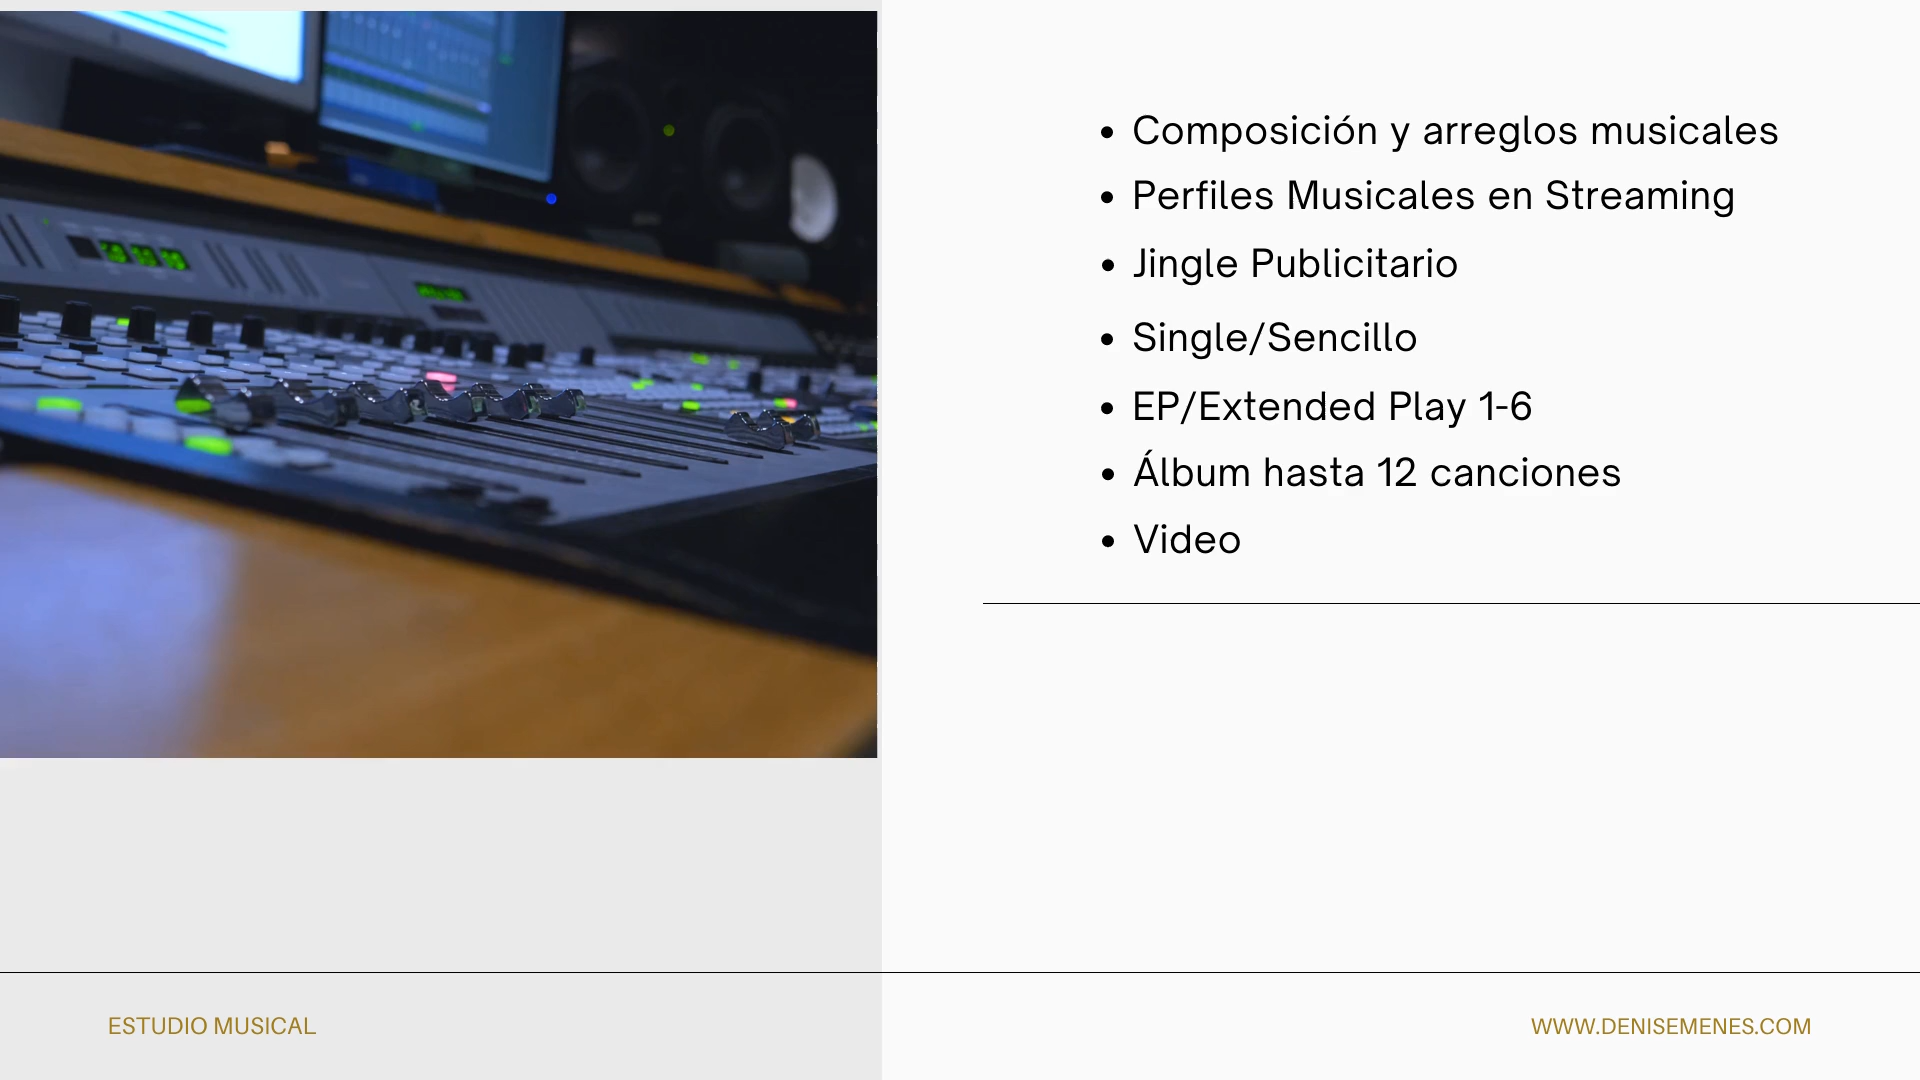 Composición y arreglos musicales
Perfiles Musicales en Streaming
Jingle Publicitario
Single/Sencillo
EP/Extended Play 1-6
Álbum hasta 12 canciones
Video
ESTUDIO MUSICAL
WWW.DENISEMENES.COM